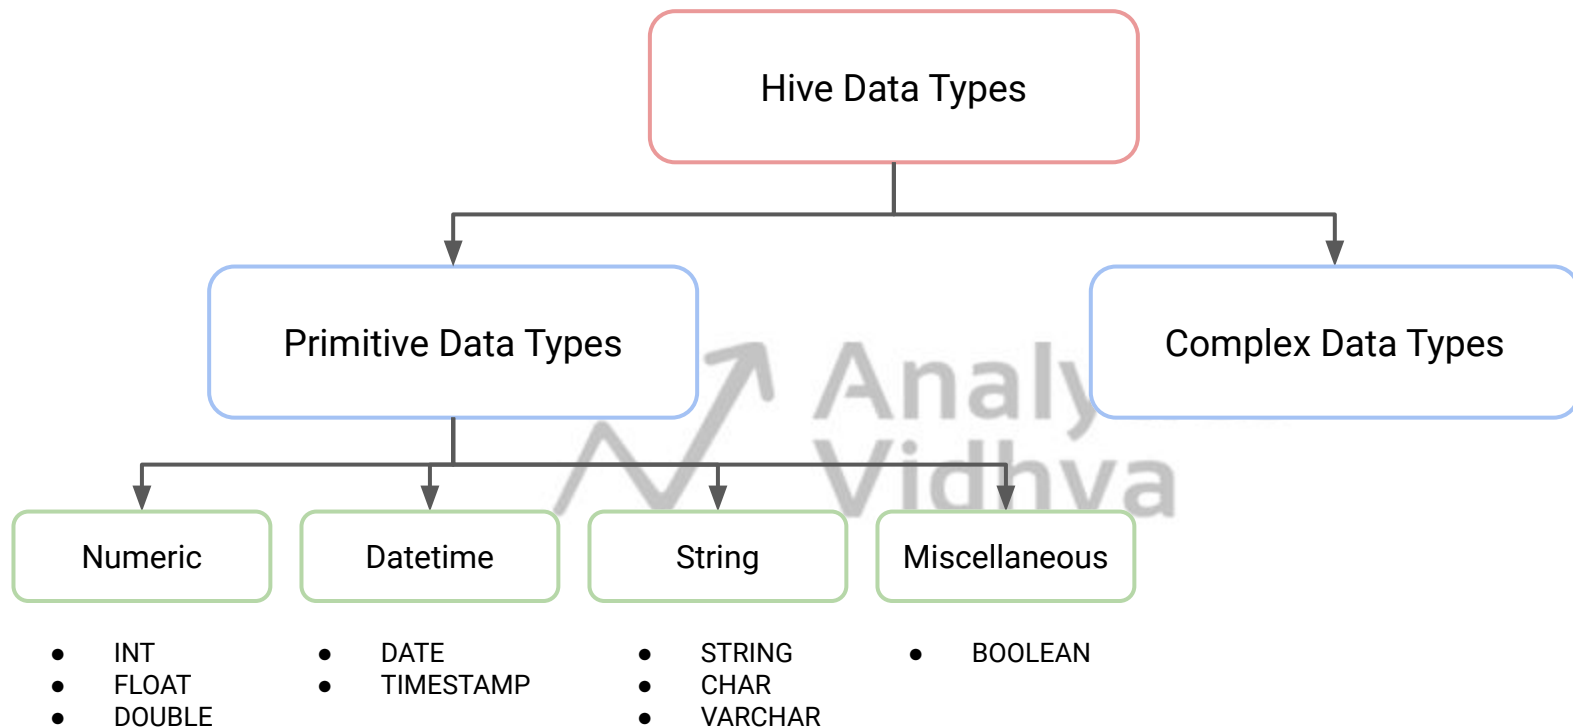 Hive Data Types
Primitive Data Types
Complex Data Types
Analy
Vidhya
Numeric
Datetime
String
Miscellaneous
● INT
● FLOAT
● DOUBLE
● DATE
● TIMESTAMP
● STRING
● CHAR
● VARCHAR
● BOOLEAN